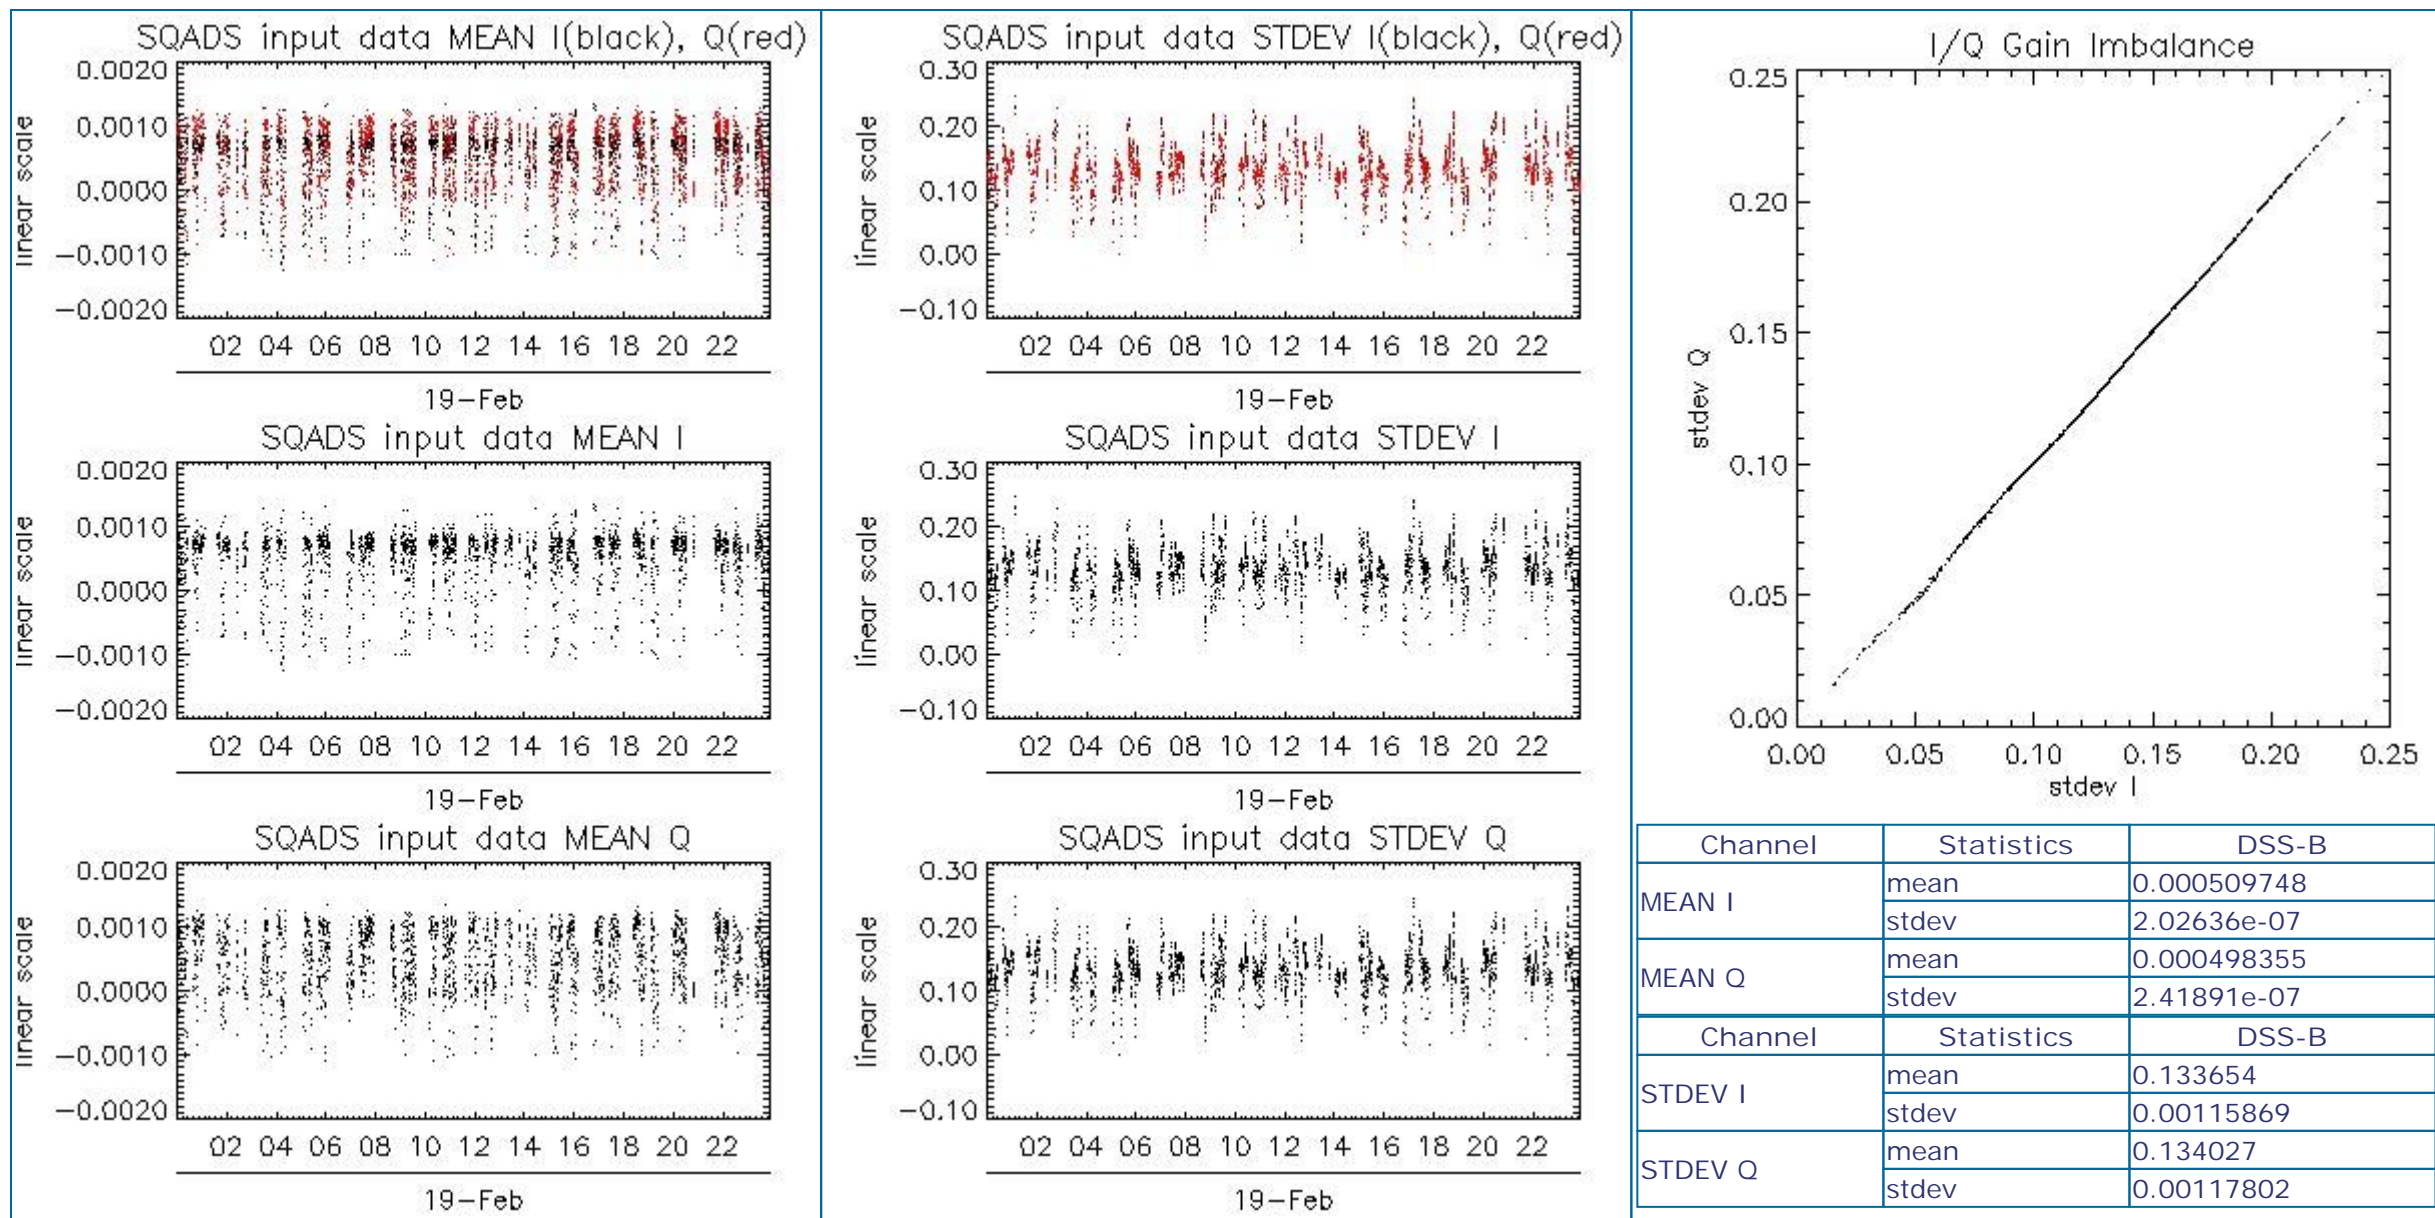 SQADS input data MEAN I(black), Q(red)
0.0020
0.0010
0.0000
−0.0010
−0.0020
linear scale
02 04 06 08 10 12 14 16 18 20 22
19−Feb
SQADS input data MEAN I
0.0020
0.0010
0.0000
−0.0010
−0.0020
linear scale
02 04 06 08 10 12 14 16 18 20 22
19−Feb
SQADS input data MEAN Q
0.0020
0.0010
0.0000
−0.0010
−0.0020
linear scale
02 04 06 08 10 12 14 16 18 20 22
19−Feb
SQADS input data STDEV I(black), Q(red)
0.30
0.20
0.10
0.00
−0.10
linear scale
02 04 06 08 10 12 14 16 18 20 22
19−Feb
SQADS input data STDEV I
0.30
0.20
0.10
0.00
−0.10
linear scale
02 04 06 08 10 12 14 16 18 20 22
19−Feb
SQADS input data STDEV Q
0.30
0.20
0.10
0.00
−0.10
linear scale
02 04 06 08 10 12 14 16 18 20 22
19−Feb
I/Q Gain Imbalance
0.25
0.20
0.15
0.10
0.05
0.00
stdev Q
0.00 0.05 0.10 0.15 0.20 0.25
stdev I
Channel Statistics DSS-B
MEAN I mean 0.000509748
stdev 2.02636e-07
MEAN Q mean 0.000498355
stdev 2.41891e-07
Channel Statistics DSS-B
STDEV I mean 0.133654
stdev 0.00115869
STDEV Q mean 0.134027
stdev 0.00117802